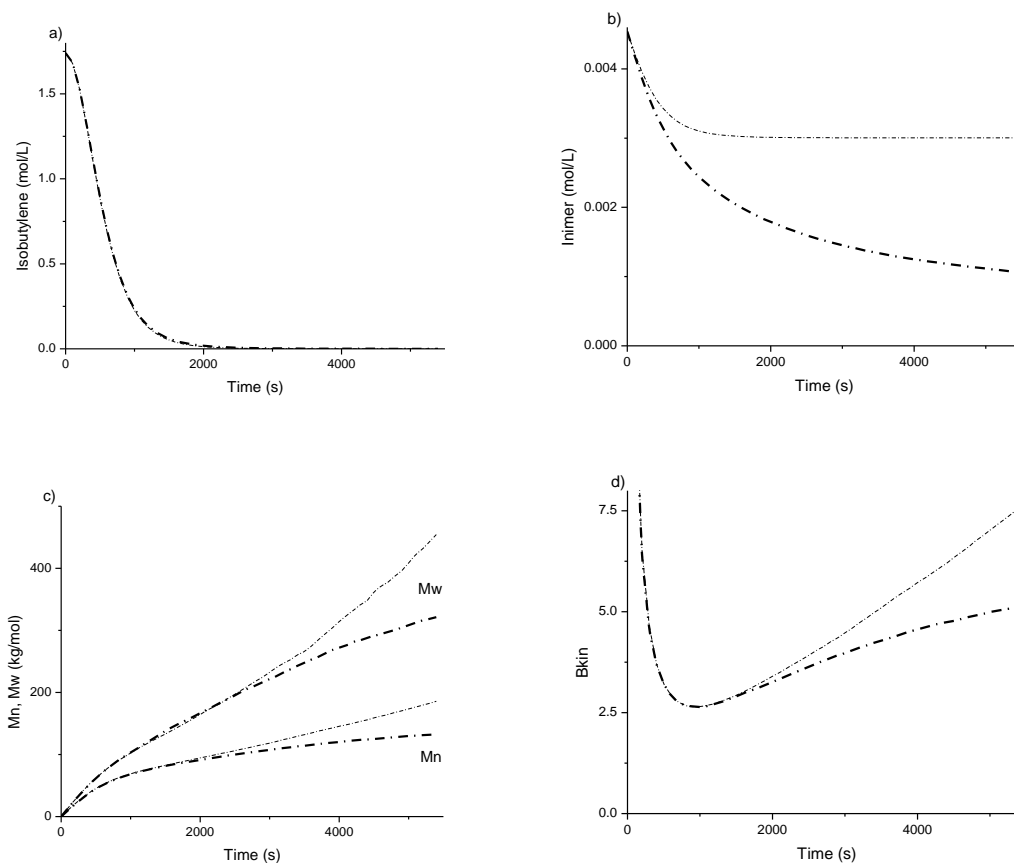 a)
1.5
1.0
0.5
0.0
0
2000
4000
Isobutylene (mol/L)
Time (s)
b)
0.004
0.002
0.000
0
2000
4000
Inimer (mol/L)
Time (s)
c)
400
200
0
0
2000
4000
Mw
Mn
Mn, Mw (kg/mol)
Time (s)
d)
7.5
5.0
2.5
0.0
0
2000
4000
Bkin
Time (s)